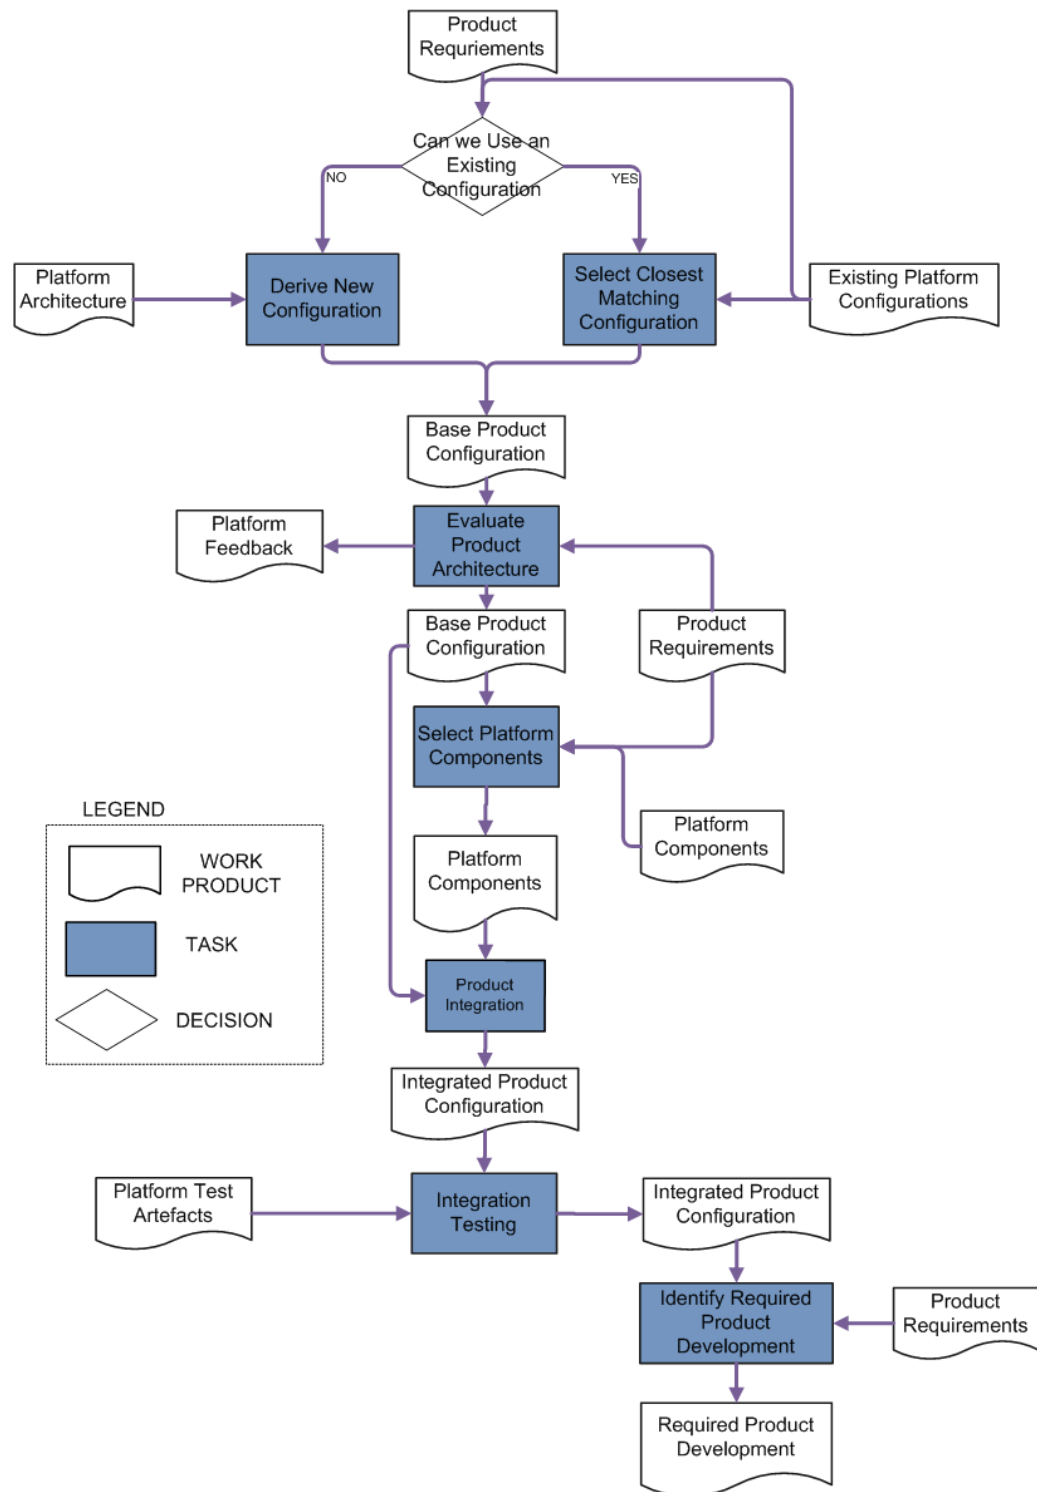 Product
Requriements
Can we Use an
Existing
Configuration
NO
YES
Platform
Architecture
Derive New
Configuration
Select Closest
Matching
Configuration
Existing Platform
Configurations
Base Product
Configuration
Platform
Feedback
Evaluate
Product
Architecture
Base Product
Configuration
Product
Requirements
Select Platform
Components
Platform
Components
Platform
Components
LEGEND
WORK
PRODUCT
TASK
DECISION
Product
Integration
Integrated Product
Configuration
Platform Test
Artefacts
Integration
Testing
Integrated Product
Configuration
Identify Required
Product
Development
Product
Requirements
Required Product
Development